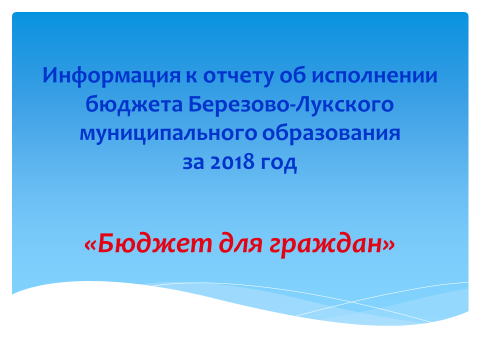 Информация к отчету об исполнении
бюджета Березово-Лукского
муниципального образования
за 2018 год
«Бюджет для граждан»